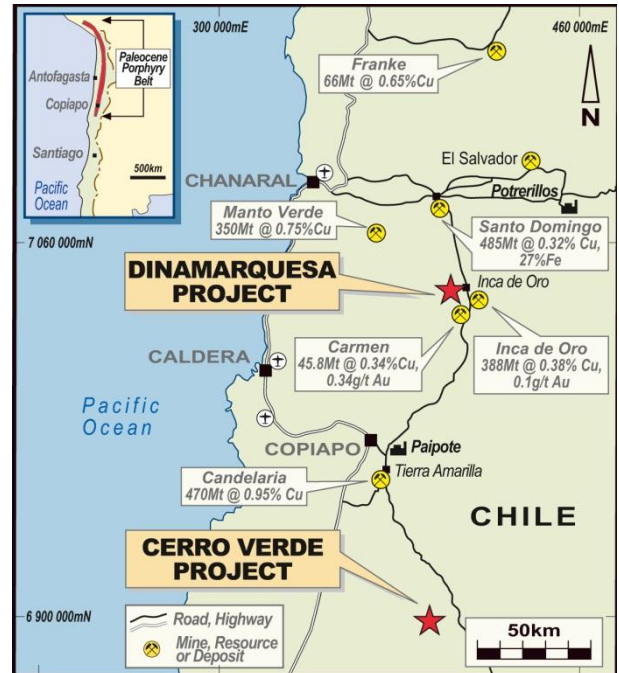 300 000mE
460 000mE
Paleocene
Porphyry
Belt
Antofagasta
Copiapo
Santiago
Pacific
Ocean
500km
Franke
66Mt @ 0.65%Cu
N
El Salvador
CHANARAL
Potrerillos
Manto Verde
350Mt @ 0.75%Cu
Santo Domingo
485Mt @ 0.32% Cu,
27%Fe
7 060 000mN
DINAMARQUESA
PROJECT
Inca de Oro
Carmen
45.8Mt @ 0.34%Cu,
0.34g/t Au
Inca de Oro
388Mt @ 0.38% Cu,
0.1g/t Au
CALDERA
Pacific
Ocean
COPIAPO
Paipote
Tierra Amarilla
Candelaria
470Mt @ 0.95% Cu
CHILE
CERRO VERDE
PROJECT
6 900 000mN
Road, Highway
Mine, Resource
or Deposit
50km